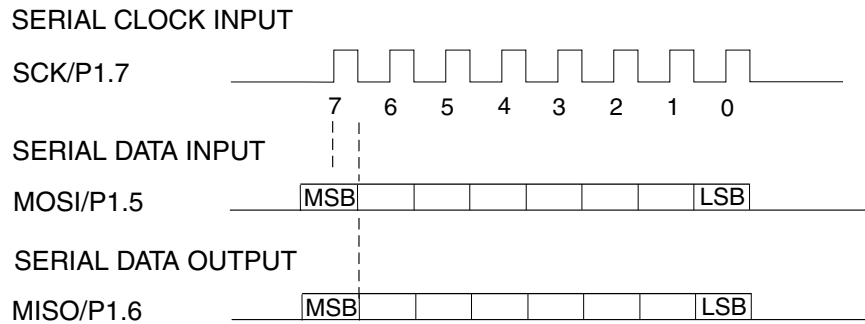 SERIAL CLOCK INPUT
SCK/P1.7
7 6 5 4 3 2 1 0
SERIAL DATA INPUT
MOSI/P1.5
MSB LSB
SERIAL DATA OUTPUT
MISO/P1.6
MSB LSB